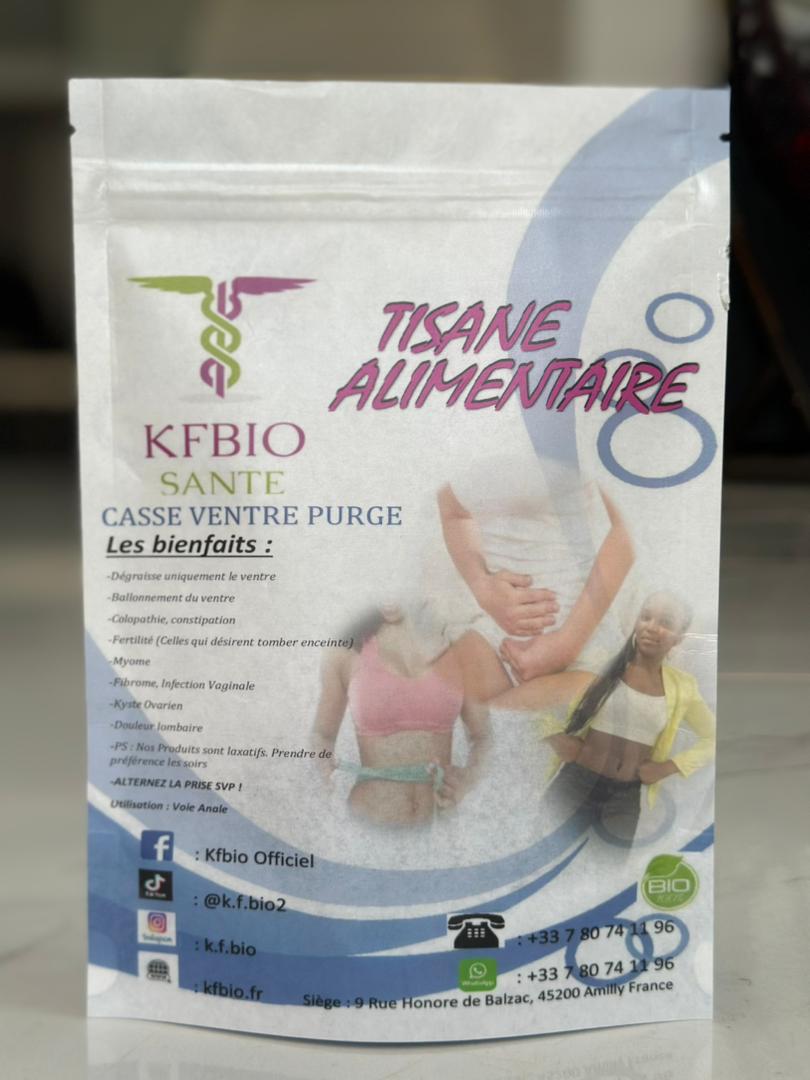 TISANE
ALIMENTAIRE
KFBIO
SANTE
CASSE VENTRE PURGE
Les bienfaits :
-Dégraisse uniquement le ventre
-Ballonnement du ventre
-Colopathie, constipation
-Fertilité (Celles qui désirent tomber enceinte)
-Myome
-Fibrome, Infection Vaginale
-Kyste Ovarien
-Douleur lombaire
-PS : Nos Produits sont laxatifs. Prendre de
préférence les soirs
-ALTERNEZ LA PRISE SVP !
Utilisation : Voie Anale
: Kfbio Officiel
: @k.f.bio2
: k.f.bio
: kfbio.fr
BIO
: +33 7 80 74 11 96
WhatsApp
: +33 7 80 74 11 96
Siège : 9 Rue Honore de Balzac, 45200 Amilly France